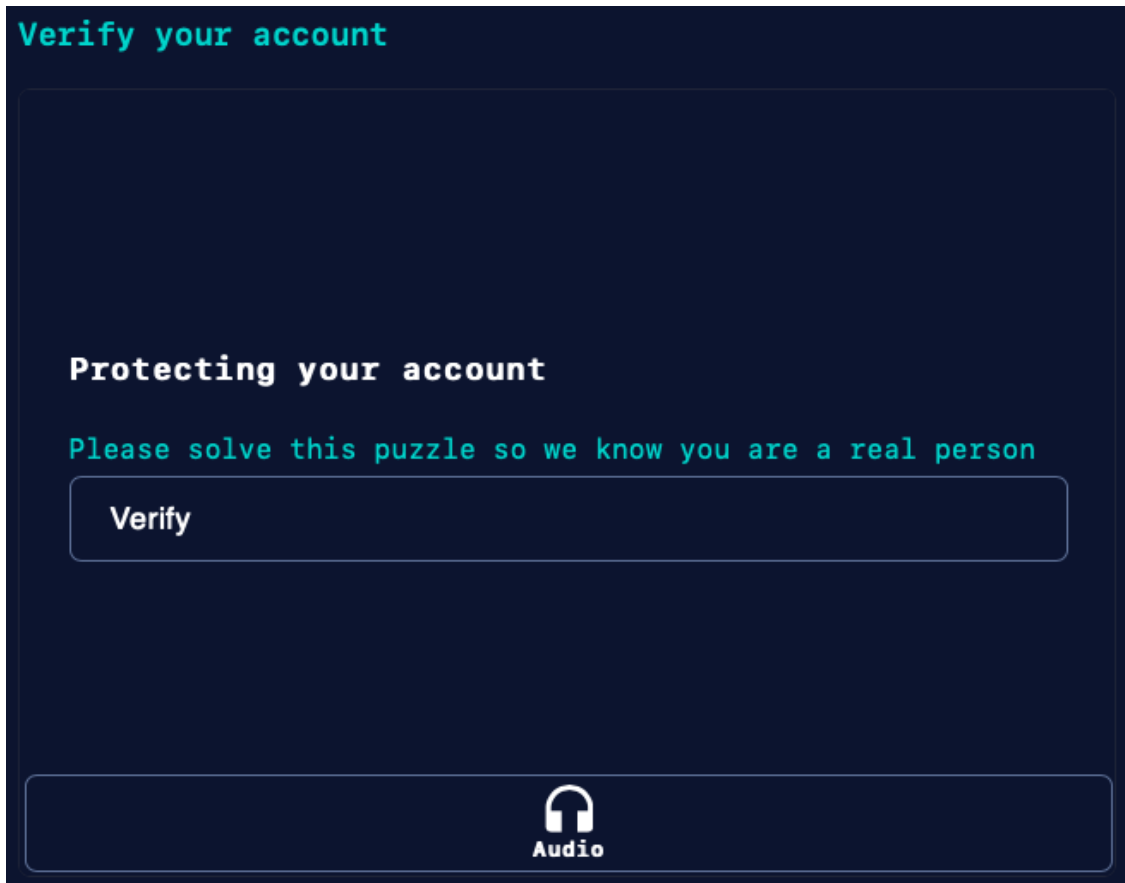 Verify your account
Protecting your account
Please solve this puzzle so we know you are a real person
Verify
Audio